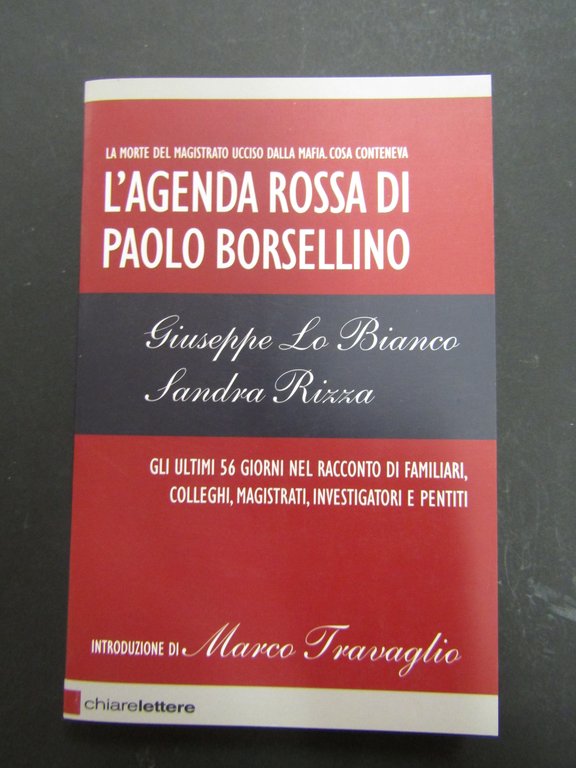 LA MORTE DEL MAGISTRATO UCCISO DALLA MAFIA. COSA CONTENEVA
L'AGENDA ROSSA DI
PAOLO BORSELLINO
Giuseppe Lo Bianco
Sandra Rizza
GLI ULTIMI 56 GIORNI NEL RACCONTO DI FAMILIARI,
COLLEGHI, MAGISTRATI, INVESTIGATORI E PENTITI
INTRODUZIONE DI Marco Travaglio
chiarelettere